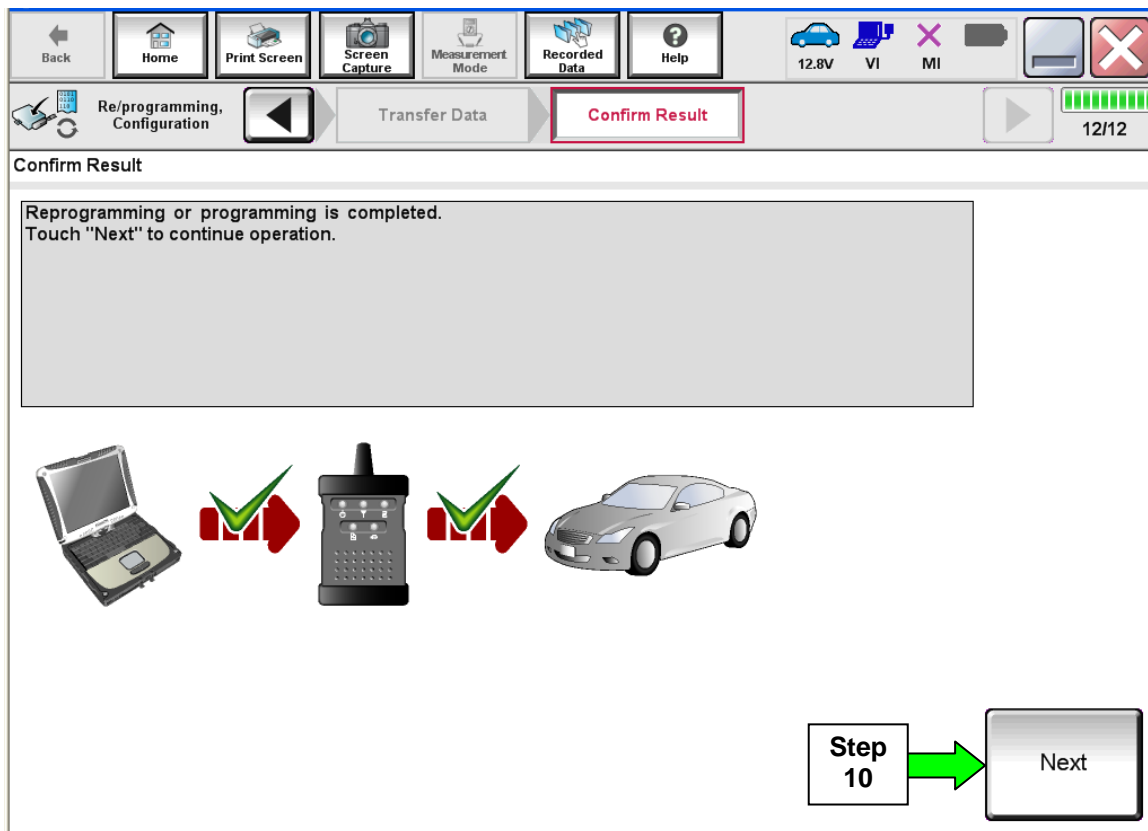 Back
Home
Print Screen
Screen
Capture
Measurement
Mode
Recorded
Data
?
Help
12.8V
VI
MI
Re/programming,
Configuration
Transfer Data
Confirm Result
12/12
Confirm Result
Reprogramming or programming is completed.
Touch "Next" to continue operation.
Step
10
Next